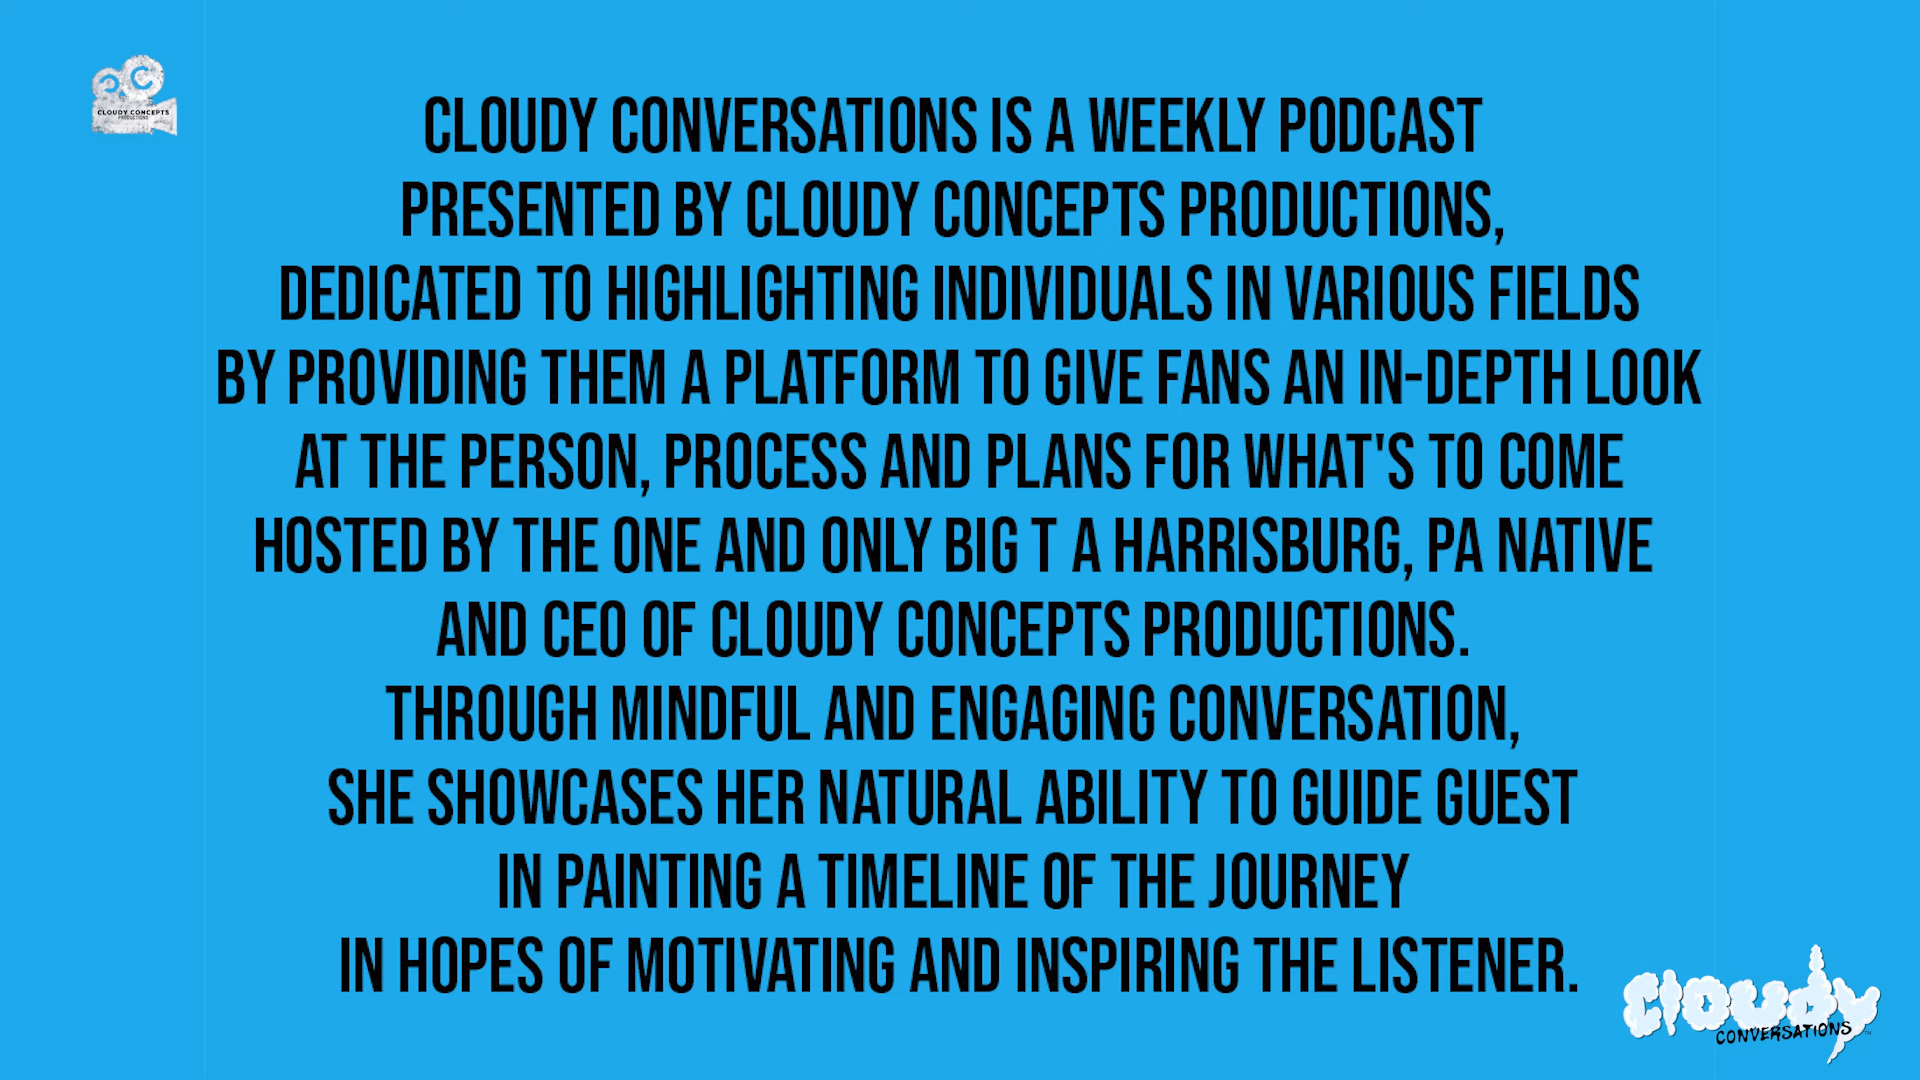 CLOUDY CONCEPTS
PRODUCTIONS
CLOUDY CONVERSATIONS IS A WEEKLY PODCAST
PRESENTED BY CLOUDY CONCEPTS PRODUCTIONS,
DEDICATED TO HIGHLIGHTING INDIVIDUALS IN VARIOUS FIELDS
BY PROVIDING THEM A PLATFORM TO GIVE FANS AN IN-DEPTH LOOK
AT THE PERSON, PROCESS AND PLANS FOR WHAT'S TO COME
HOSTED BY THE ONE AND ONLY BIG T A HARRISBURG, PA NATIVE
AND CEO OF CLOUDY CONCEPTS PRODUCTIONS.
THROUGH MINDFUL AND ENGAGING CONVERSATION,
SHE SHOWCASES HER NATURAL ABILITY TO GUIDE GUEST
IN PAINTING A TIMELINE OF THE JOURNEY
IN HOPES OF MOTIVATING AND INSPIRING THE LISTENER.
cloudy
CONVERSATIONS™